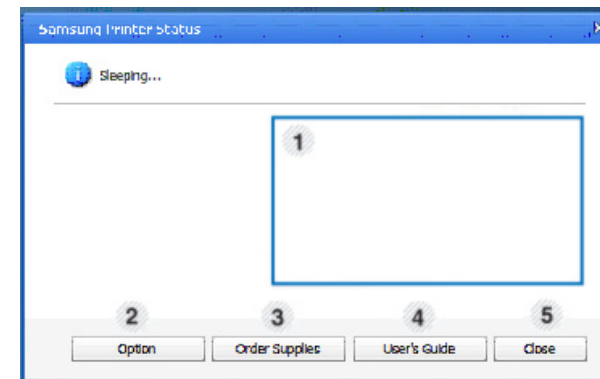 Samsung Printer Status
Sleeping...
1
2 3 4 5
Option Order Supplies User's Guide Close